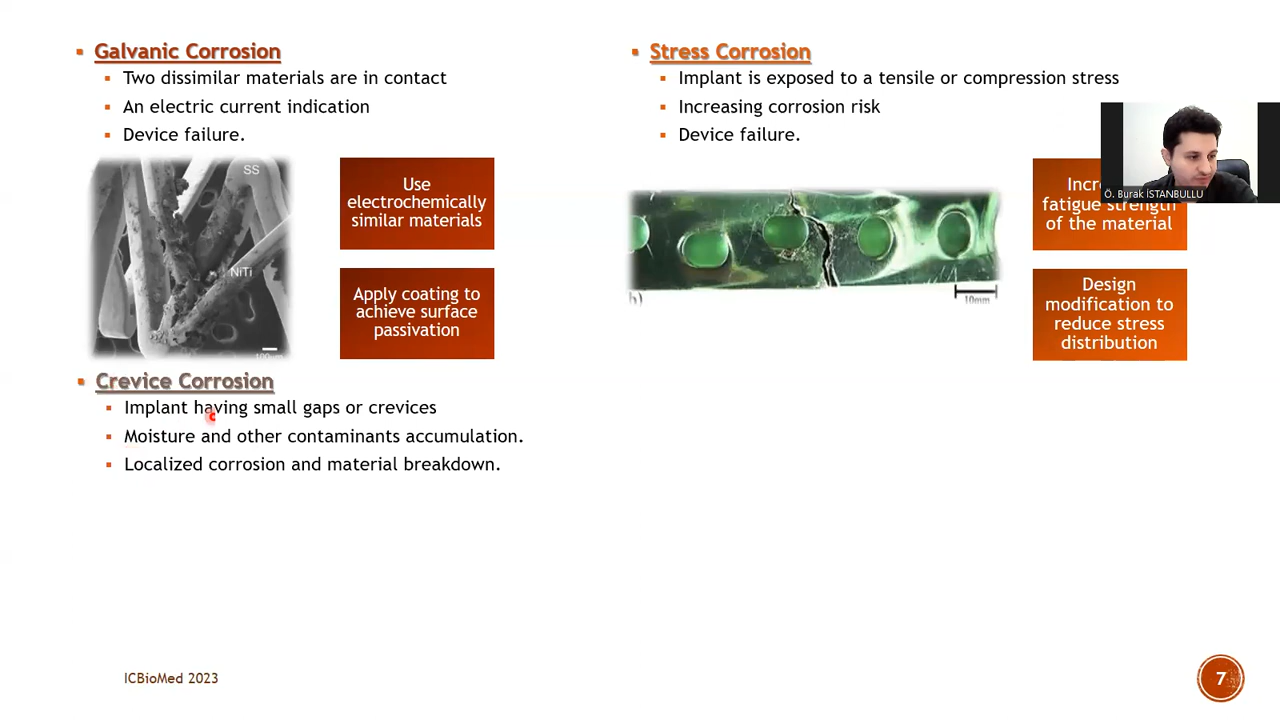 Galvanic Corrosion
Two dissimilar materials are in contact
An electric current indication
Device failure.
SS
NiTi
100µm
Use
electrochemically
similar materials
Apply coating to
achieve surface
passivation
Stress Corrosion
Implant is exposed to a tensile or compression stress
Increasing corrosion risk
Device failure.
b)
10mm
fatigue strength
of the material
Design
modification to
reduce stress
distribution
Ö. Burak İSTANBULLU
Crevice Corrosion
Implant having small gaps or crevices
Moisture and other contaminants accumulation.
Localized corrosion and material breakdown.
ICBioMed 2023
7